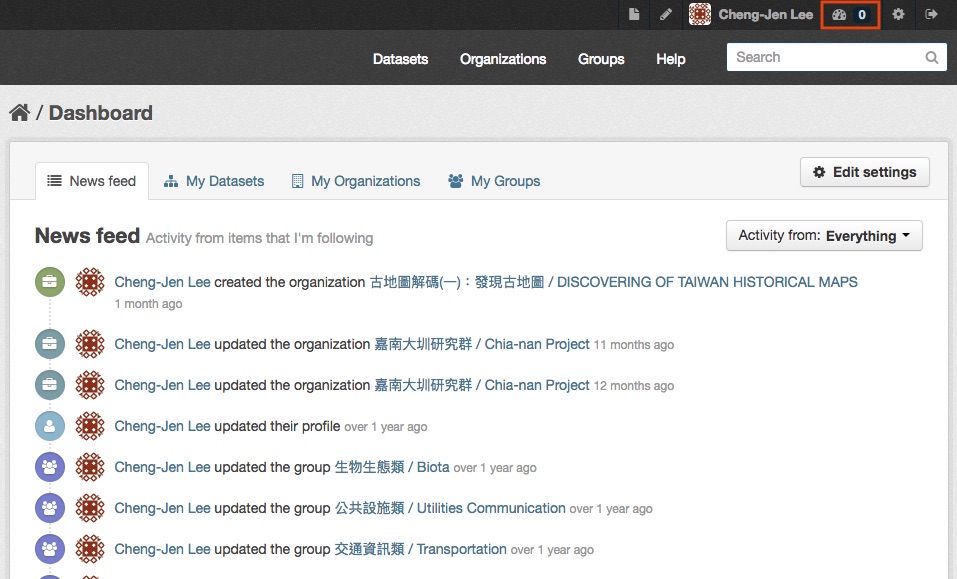 Cheng-Jen Lee 0
Datasets Organizations Groups Help Search
/ Dashboard
News feed My Datasets My Organizations My Groups Edit settings
News feed Activity from items that I'm following Activity from: Everything
Cheng-Jen Lee created the organization 古地圖解碼(一)：發現古地圖 / DISCOVERING OF TAIWAN HISTORICAL MAPS
1 month ago
Cheng-Jen Lee updated the organization 嘉南大圳研究群 / Chia-nan Project 11 months ago
Cheng-Jen Lee updated the organization 嘉南大圳研究群 / Chia-nan Project 12 months ago
Cheng-Jen Lee updated their profile over 1 year ago
Cheng-Jen Lee updated the group 生物生態類 / Biota over 1 year ago
Cheng-Jen Lee updated the group 公共設施類 / Utilities Communication over 1 year ago
Cheng-Jen Lee updated the group 交通資訊類 / Transportation over 1 year ago